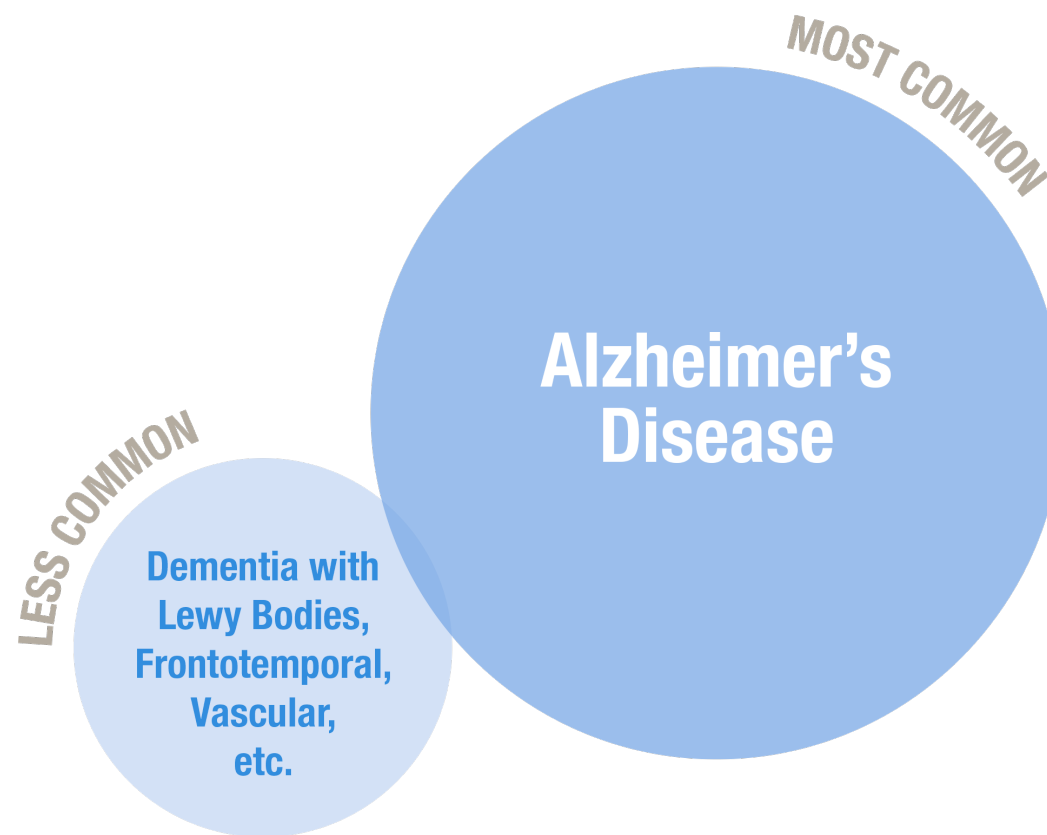 MOST COMMON
Alzheimer’s
Disease
LESS COMMON
Dementia with
Lewy Bodies,
Frontotemporal,
Vascular,
etc.